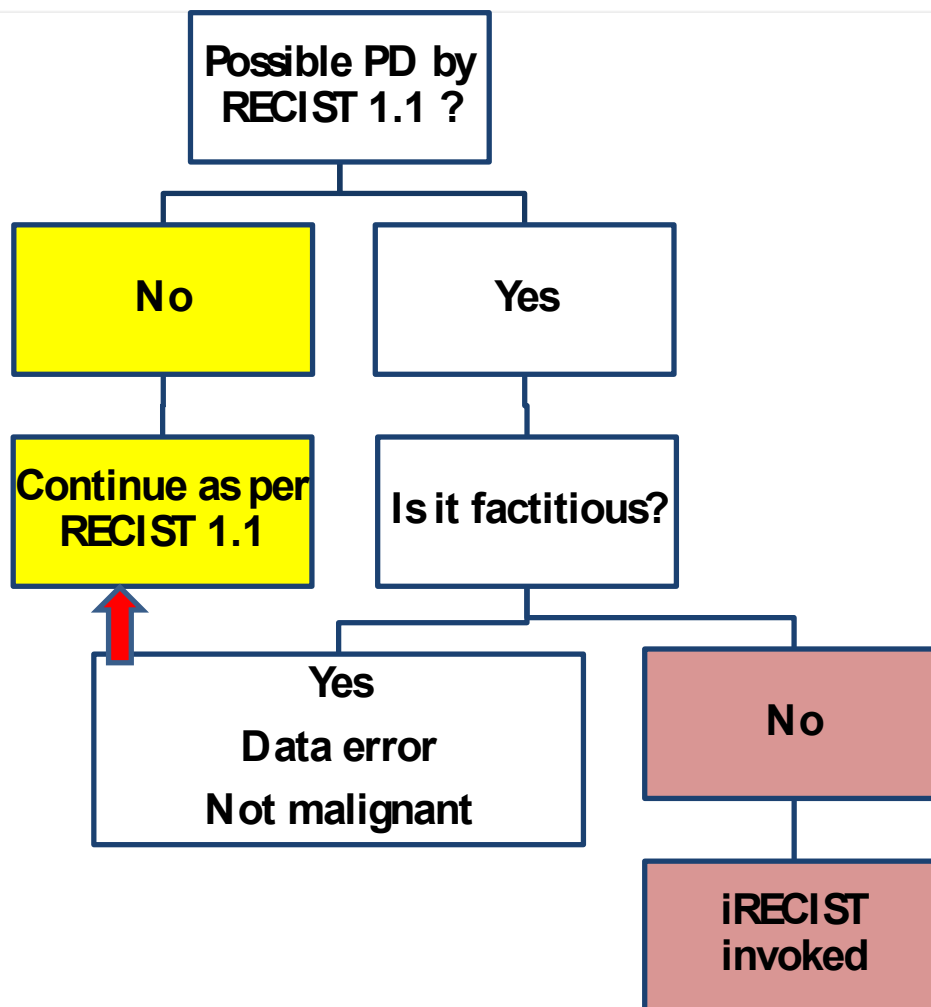 Possible PD by
RECIST 1.1 ?
No
Yes
Continue as per
RECIST 1.1
Is it factitious?
Yes
Data error
Not malignant
No
iRECIST
invoked